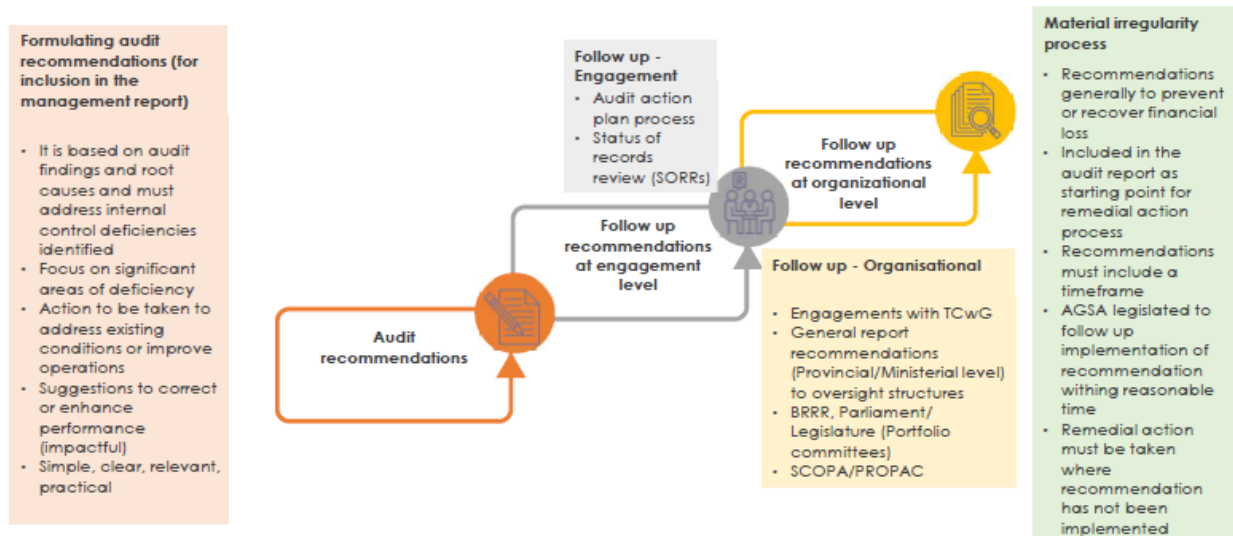 Formulating audit
recommendations (for
inclusion in the
management report)
• It is based on audit
findings and root
causes and must
address internal
control deficiencies
identified
• Focus on significant
areas of deficiency
• Action to be taken to
address existing
conditions or improve
operations
• Suggestions to correct
or enhance
performance
(impactful)
• Simple, clear, relevant,
practical
Audit
recommendations
Follow up -
Engagement
• Audit action
plan process
• Status of
records
review (SORRs)
Follow up
recommendations
at engagement
level
Follow up
recommendations
at organizational
level
Follow up - Organisational
• Engagements with TCwG
• General report
recommendations
(Provincial/Ministerial level)
to oversight structures
• BRRR, Parliament/
Legislature (Portfolio
committees)
• SCOPA/PROPAC
Material irregularity
process
• Recommendations
generally to prevent
or recover financial
loss
• Included in the
audit report as
starting point for
remedial action
process
• Recommendations
must include a
timeframe
• AGSA legislated to
follow up
implementation of
recommendation
withing reasonable
time
• Remedial action
must be taken
where
recommendation
has not been
implemented